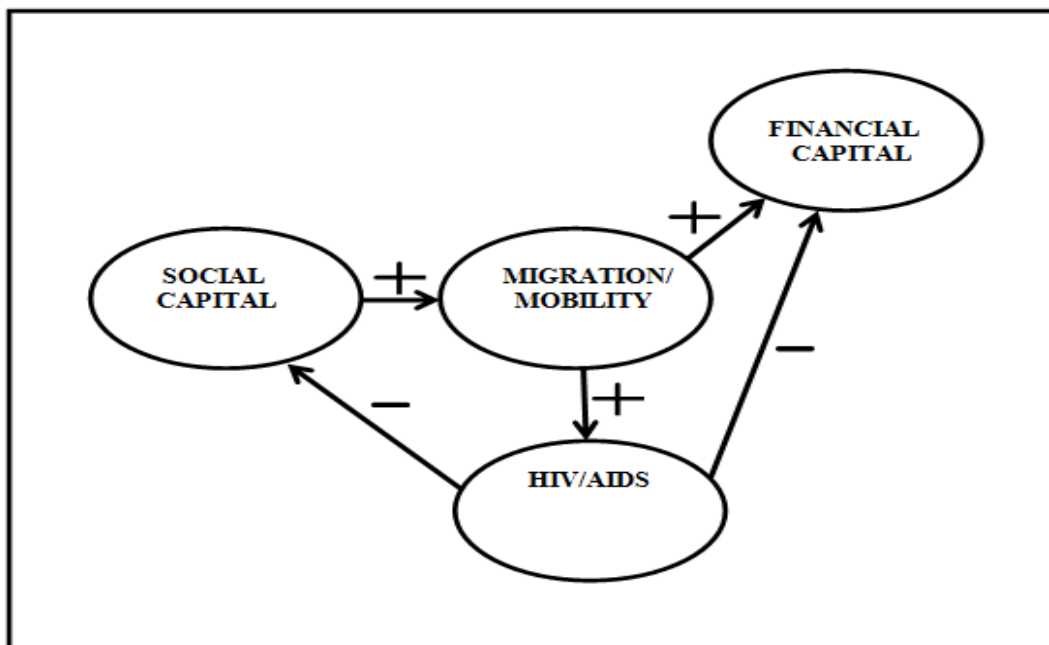 FINANCIAL
CAPITAL
+
SOCIAL
CAPITAL
+
MIGRATION/
MOBILITY
−
−
+
HIV/AIDS